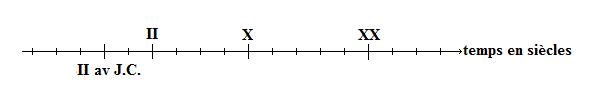 II X XX
temps en siècles
II av J.C.